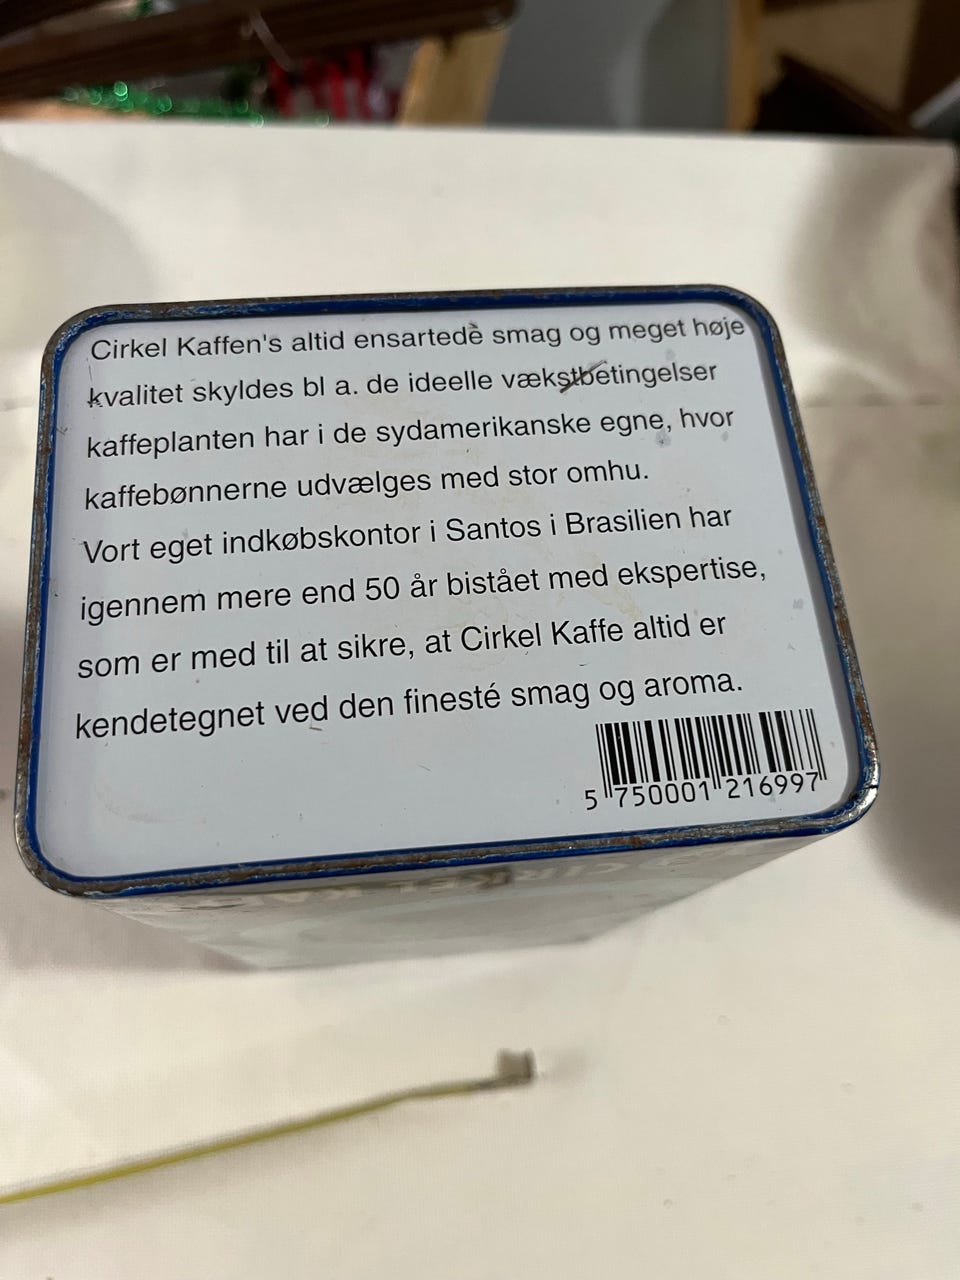 Cirkel Kaffen's altid ensartede smag og meget høje
kvalitet skyldes bl a. de ideelle vækstbetingelser
kaffeplanten har i de sydamerikanske egne, hvor
kaffebønnerne udvælges med stor omhu.
Vort eget indkøbskontor i Santos i Brasilien har
igennem mere end 50 år bistået med ekspertise,
som er med til at sikre, at Cirkel Kaffe altid er
kendetegnet ved den fineste smag og aroma.
5 750001 216997
CIRKEL